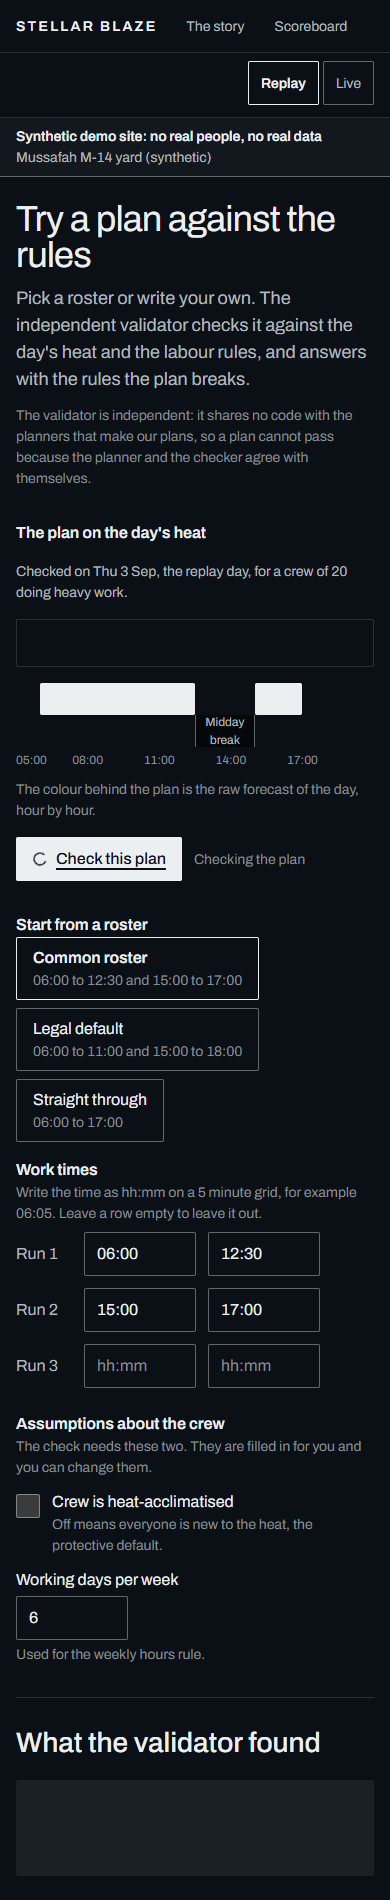 STELLAR BLAZE The story Scoreboard
Replay Live
Synthetic demo site: no real people, no real data
Mussafah M-14 yard (synthetic)
Try a plan against the
rules
Pick a roster or write your own. The
independent validator checks it against the
day's heat and the labour rules, and answers
with the rules the plan breaks.
The validator is independent: it shares no code with the
planners that make our plans, so a plan cannot pass
because the planner and the checker agree with
themselves.
The plan on the day's heat
Checked on Thu 3 Sep, the replay day, for a crew of 20
doing heavy work.
Midday
break
05:00 08:00 11:00 14:00 17:00
The colour behind the plan is the raw forecast of the day,
hour by hour.
Check this plan Checking the plan
Start from a roster
Common roster
06:00 to 12:30 and 15:00 to 17:00
Legal default
06:00 to 11:00 and 15:00 to 18:00
Straight through
06:00 to 17:00
Work times
Write the time as hh:mm on a 5 minute grid, for example
06:05. Leave a row empty to leave it out.
Run 1 06:00 12:30
Run 2 15:00 17:00
Run 3 hh:mm hh:mm
Assumptions about the crew
The check needs these two. They are filled in for you and
you can change them.
Crew is heat-acclimatised
Off means everyone is new to the heat, the
protective default.
Working days per week
6
Used for the weekly hours rule.
What the validator found